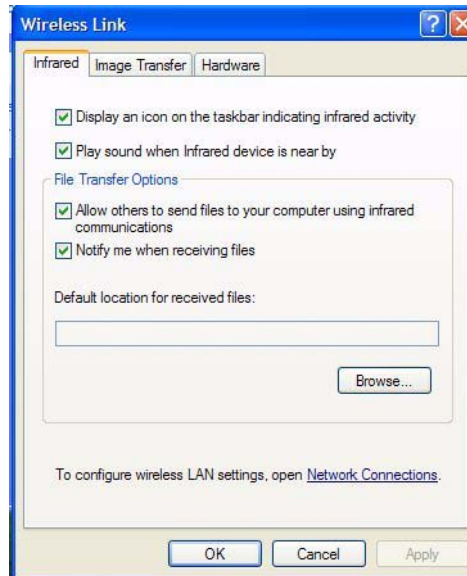 Wireless Link
Infrared Image Transfer Hardware
Display an icon on the taskbar indicating infrared activity
Play sound when Infrared device is near by
File Transfer Options
Allow others to send files to your computer using infrared
communications
Notify me when receiving files
Default location for received files:
Browse...
To configure wireless LAN settings, open Network Connections.
OK Cancel Apply